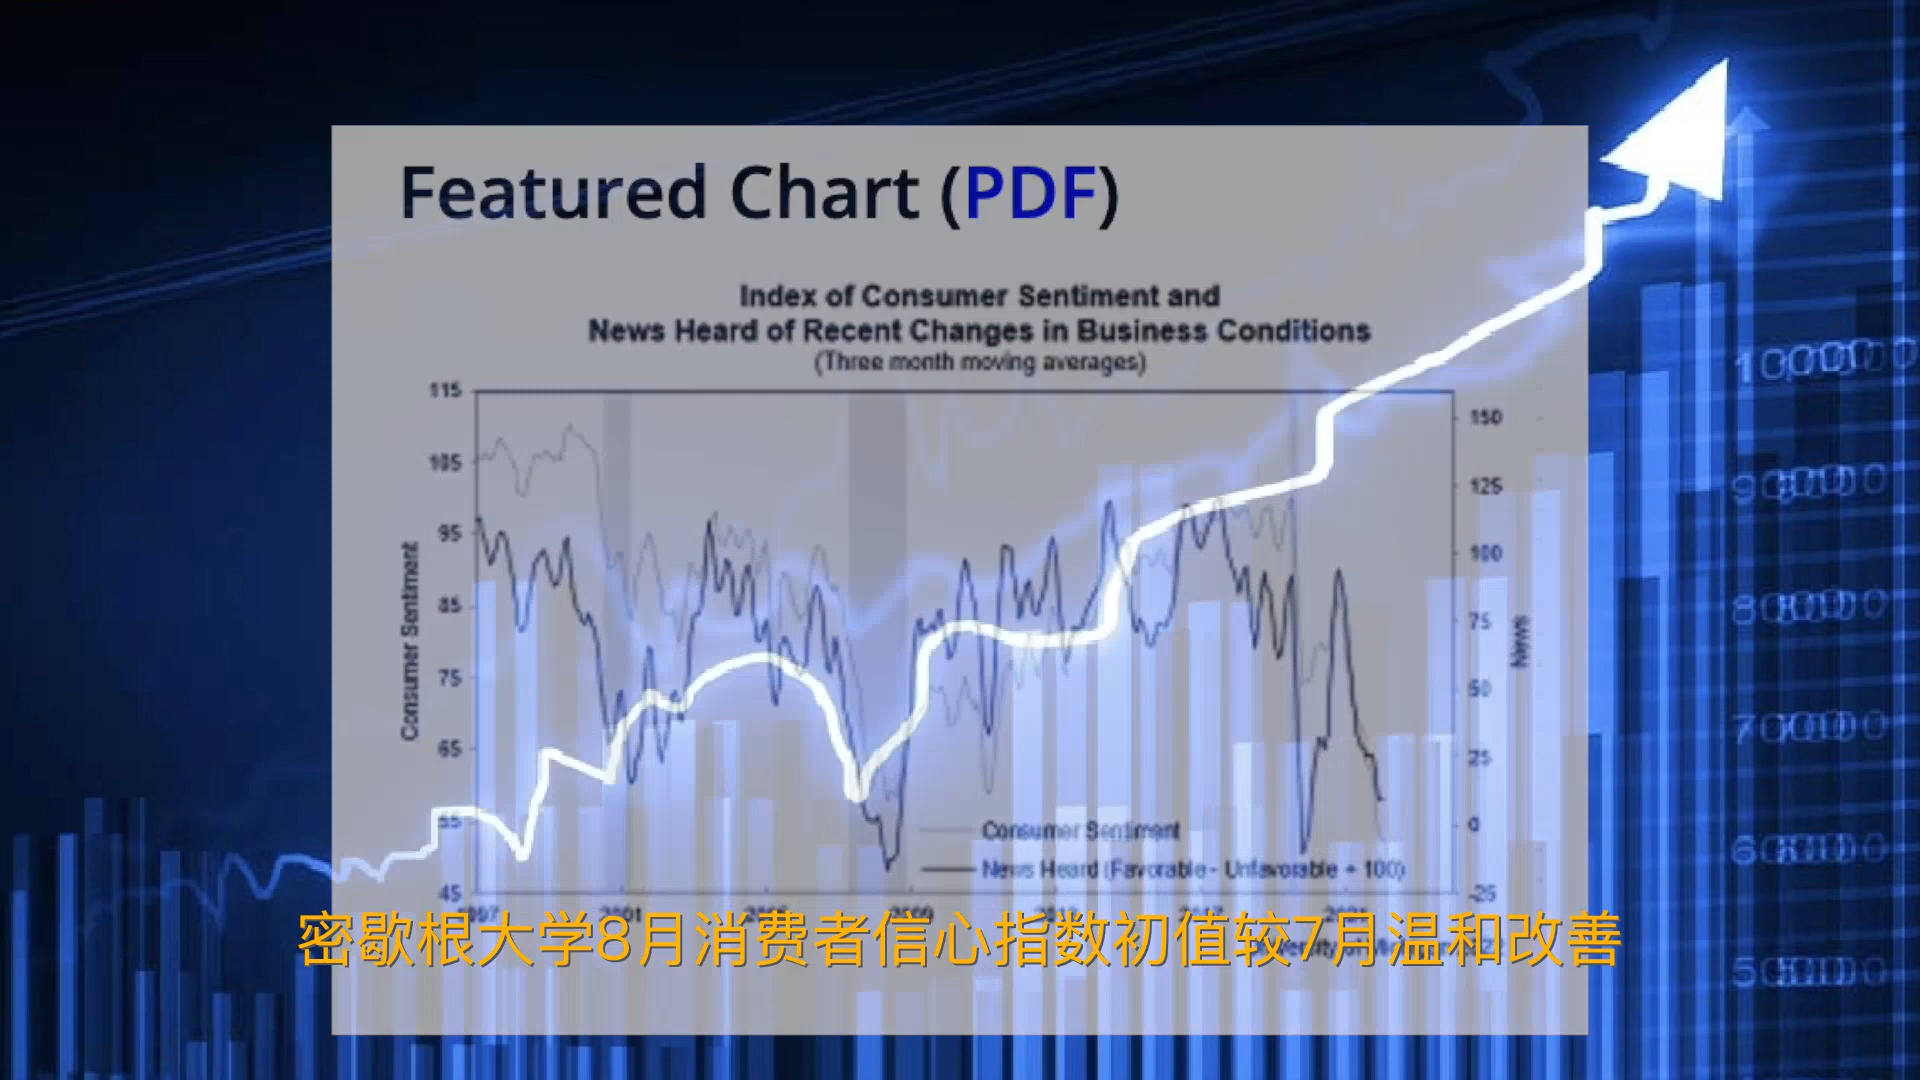 Featured Chart (PDF)
Index of Consumer Sentiment and
News Heard of Recent Changes in Business Conditions
(Three month moving averages)
115
105
95
85
75
65
55
45
Consumer Sentiment
150
125
100
75
50
25
0
-25
News
Consumer Sentiment
News Heard (Favorable - Unfavorable + 100)
密歇根大学8月消费者信心指数初值较7月温和改善